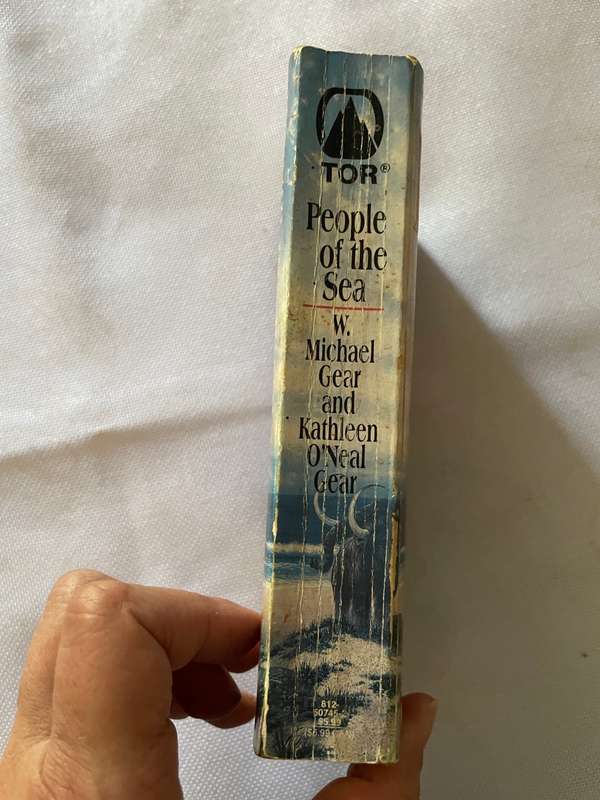 TOR®
People
of the
Sea
W.
Michael
Gear
and
Kathleen
O'Neal
Gear
812-
$5.99